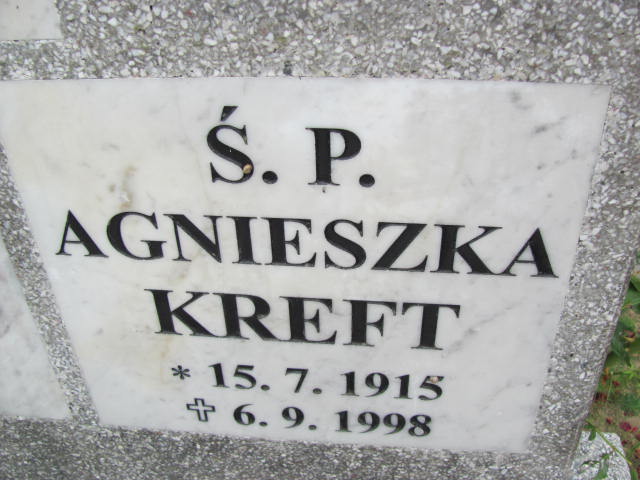 Ś. P.
AGNIESZKA
KREFT
* 15. 7. 1915
✝ 6. 9. 1998